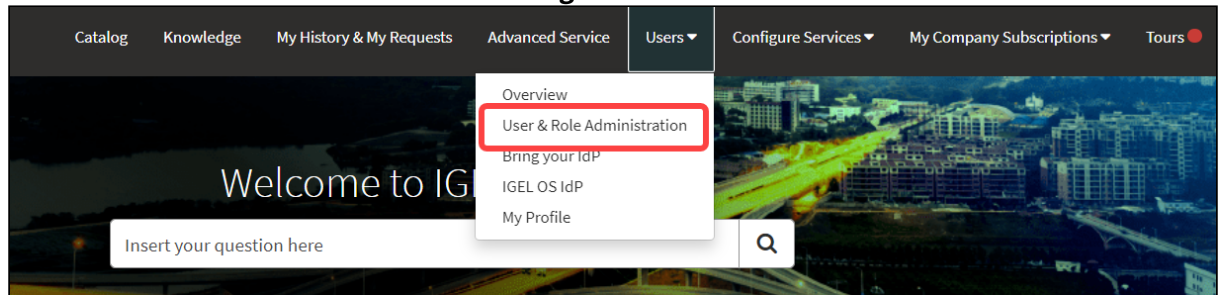 Catalog Knowledge My History & My Requests Advanced Service Users Configure Services My Company Subscriptions Tours
Overview
User & Role Administration
Bring your IdP
IGEL OS IdP
My Profile
Welcome to IG
Insert your question here